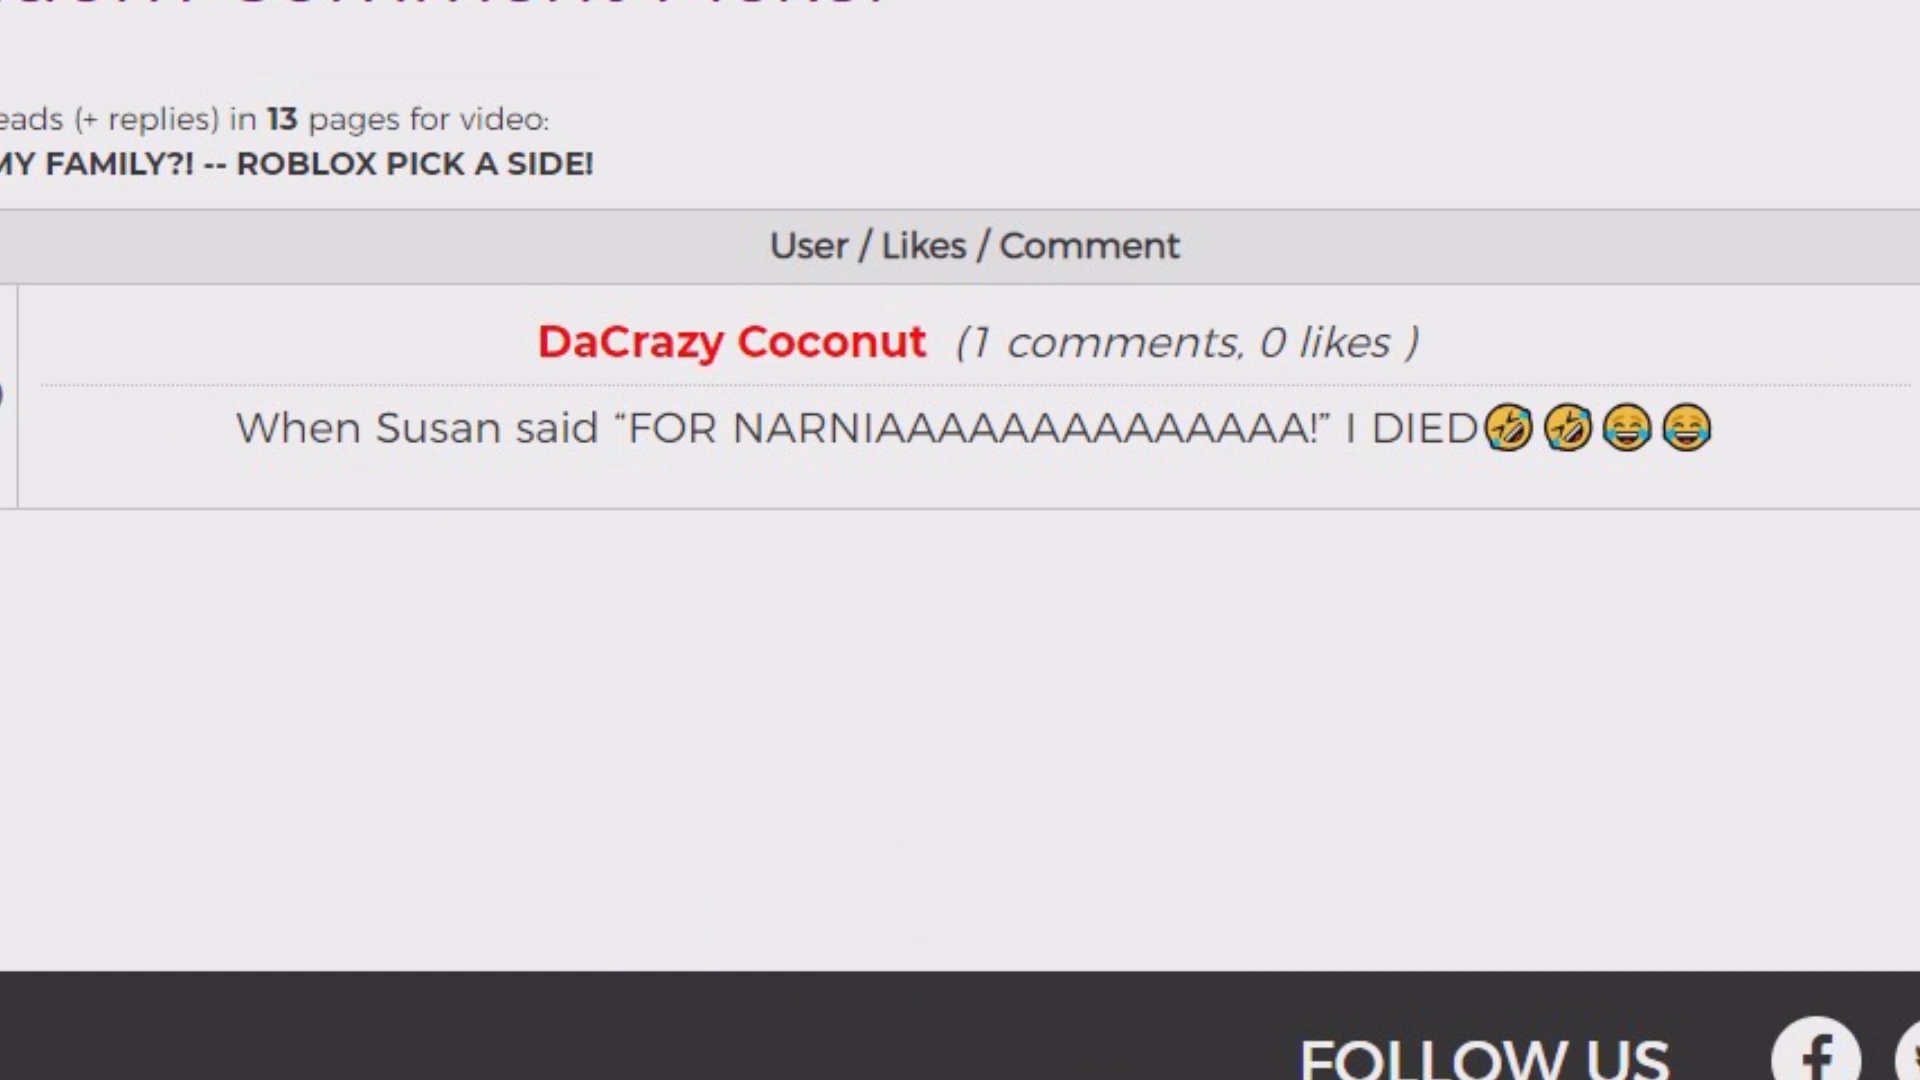 (+ replies) in 13 pages for video:
MY FAMILY?! -- ROBLOX PICK A SIDE!
User / Likes / Comment
DaCrazy Coconut (1 comments, 0 likes )
When Susan said “FOR NARNIAAAAAAAAAAAAAA!” I DIED🤣🤣😂😂
FOLLOW US